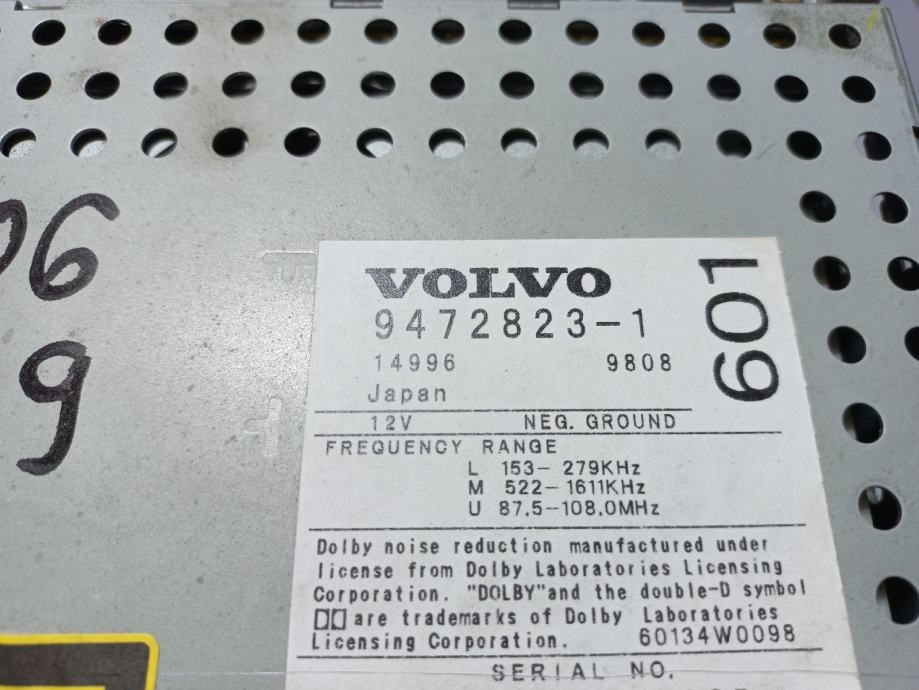 06
9
VOLVO
9472823-1
14996 9808
Japan
601
12V NEG. GROUND
FREQUENCY RANGE
L 153- 279KHz
M 522-1611KHz
U 87.5-108.0MHz
Dolby noise reduction manufactured under
license from Dolby Laboratories Licensing
Corporation. "DOLBY" and the double-D symbol
are trademarks of Dolby Laboratories
Licensing Corporation. 60134W0098
SERIAL NO.